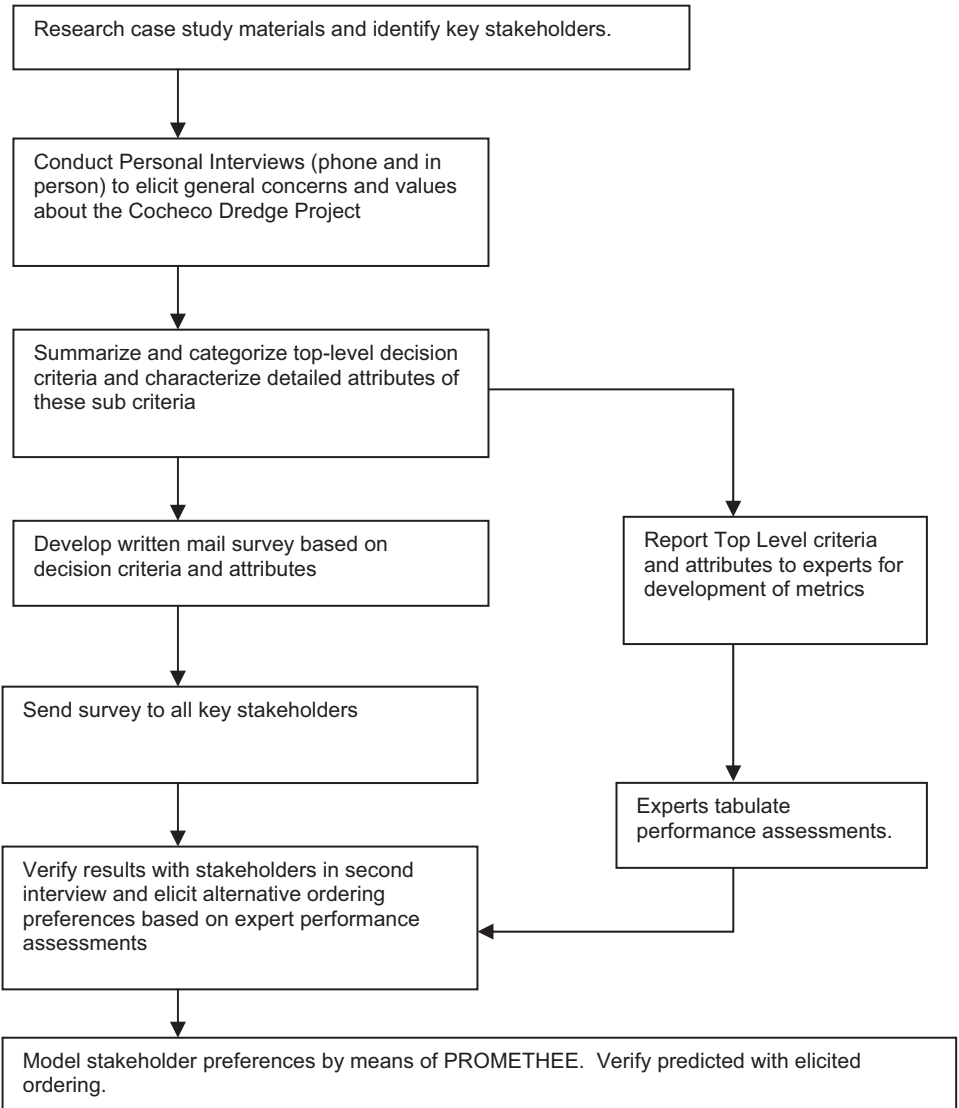 Research case study materials and identify key stakeholders.
Conduct Personal Interviews (phone and in
person) to elicit general concerns and values
about the Cocheco Dredge Project
Summarize and categorize top-level decision
criteria and characterize detailed attributes of
these sub criteria
Develop written mail survey based on
decision criteria and attributes
Report Top Level criteria
and attributes to experts for
development of metrics
Send survey to all key stakeholders
Experts tabulate
performance assessments.
Verify results with stakeholders in second
interview and elicit alternative ordering
preferences based on expert performance
assessments
Model stakeholder preferences by means of PROMETHEE.  Verify predicted with elicited
ordering.